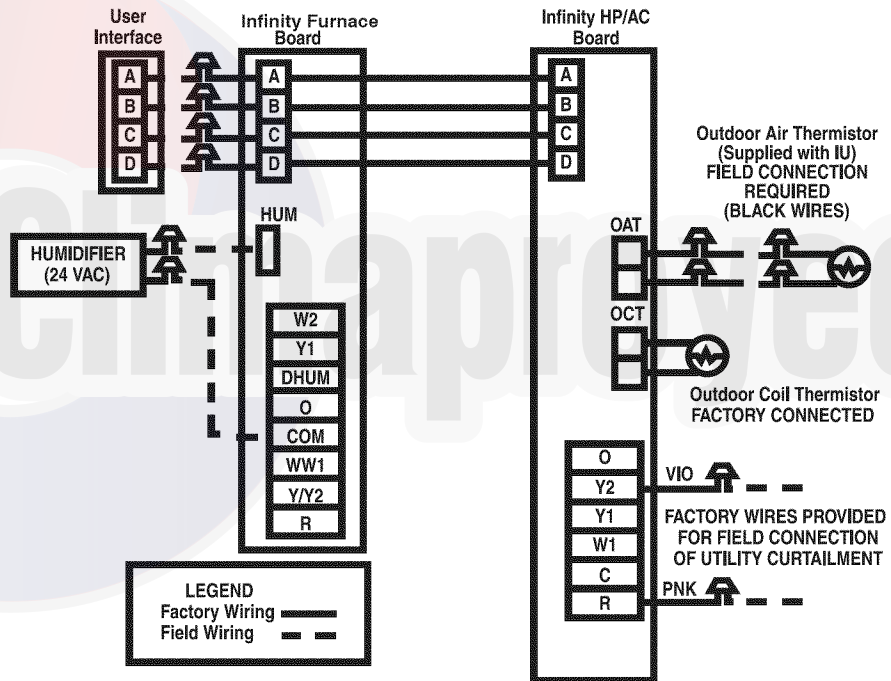 User
Interface
A
B
C
D
Infinity Furnace
Board
A
B
C
D
HUM
HUMIDIFIER
(24 VAC)
W2
Y1
DHUM
O
COM
WW1
Y/Y2
R
LEGEND
Factory Wiring
Field Wiring
Infinity HP/AC
Board
A
B
C
D
Outdoor Air Thermistor
(Supplied with IU)
FIELD CONNECTION
REQUIRED
(BLACK WIRES)
OAT
OCT
Outdoor Coil Thermistor
FACTORY CONNECTED
O
Y2
Y1
W1
C
R
VIO
FACTORY WIRES PROVIDED
FOR FIELD CONNECTION
OF UTILITY CURTAILMENT
PNK
climaproyec